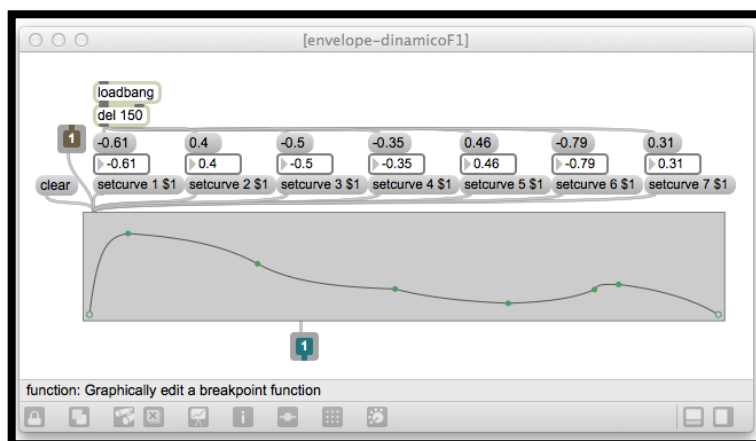 [envelope-dinamicoF1]
loadbang
del 150
1
-0.61 0.4 -0.5 -0.35 0.46 -0.79 0.31
-0.61 0.4 -0.5 -0.35 0.46 -0.79 0.31
clear setcurve 1 $1 setcurve 2 $1 setcurve 3 $1 setcurve 4 $1 setcurve 5 $1 setcurve 6 $1 setcurve 7 $1
1
function: Graphically edit a breakpoint function